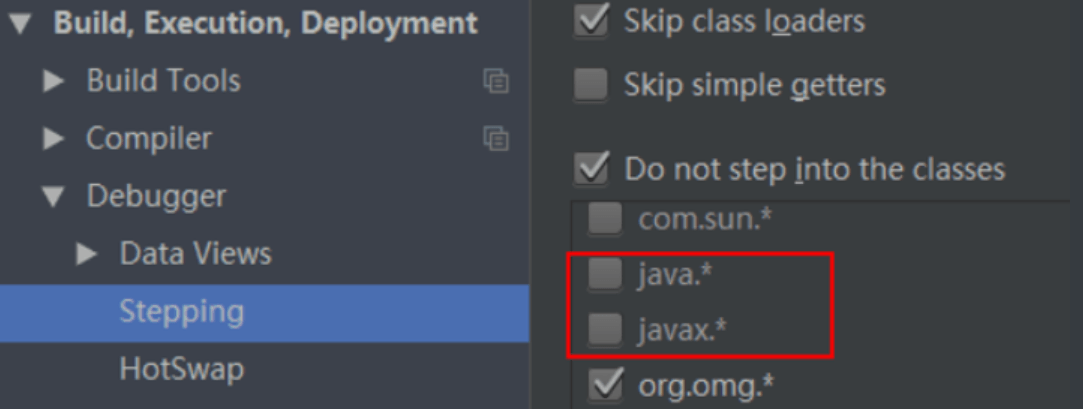 Build, Execution, Deployment
Build Tools
Compiler
Debugger
Data Views
Stepping
HotSwap
Skip class loaders
Skip simple getters
Do not step into the classes
com.sun.*
java.*
javax.*
org.omg.*